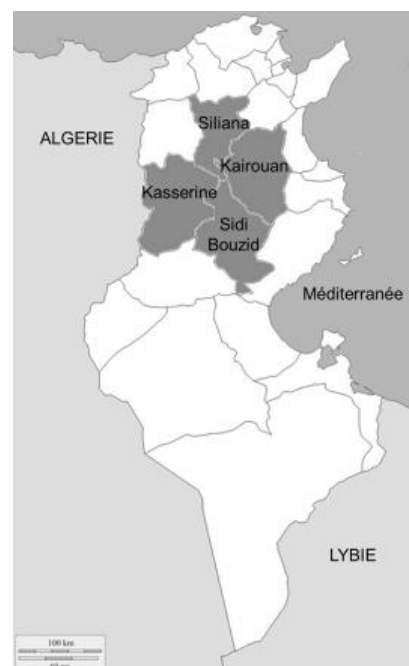 Siliana
ALGERIE
Kairouan
Kasserine
Sidi
Bouzid
Méditerranée
LYBIE
100 km